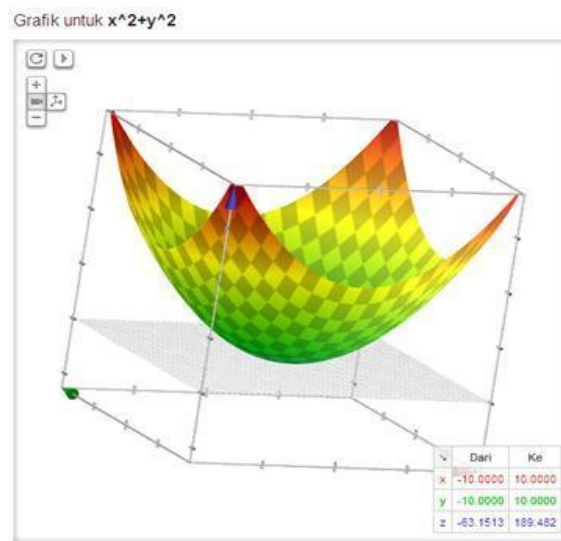 Grafik untuk x^2+y^2
Dari Ke
x -10.0000 10.0000
y -10.0000 10.0000
z -63.1513 189.482